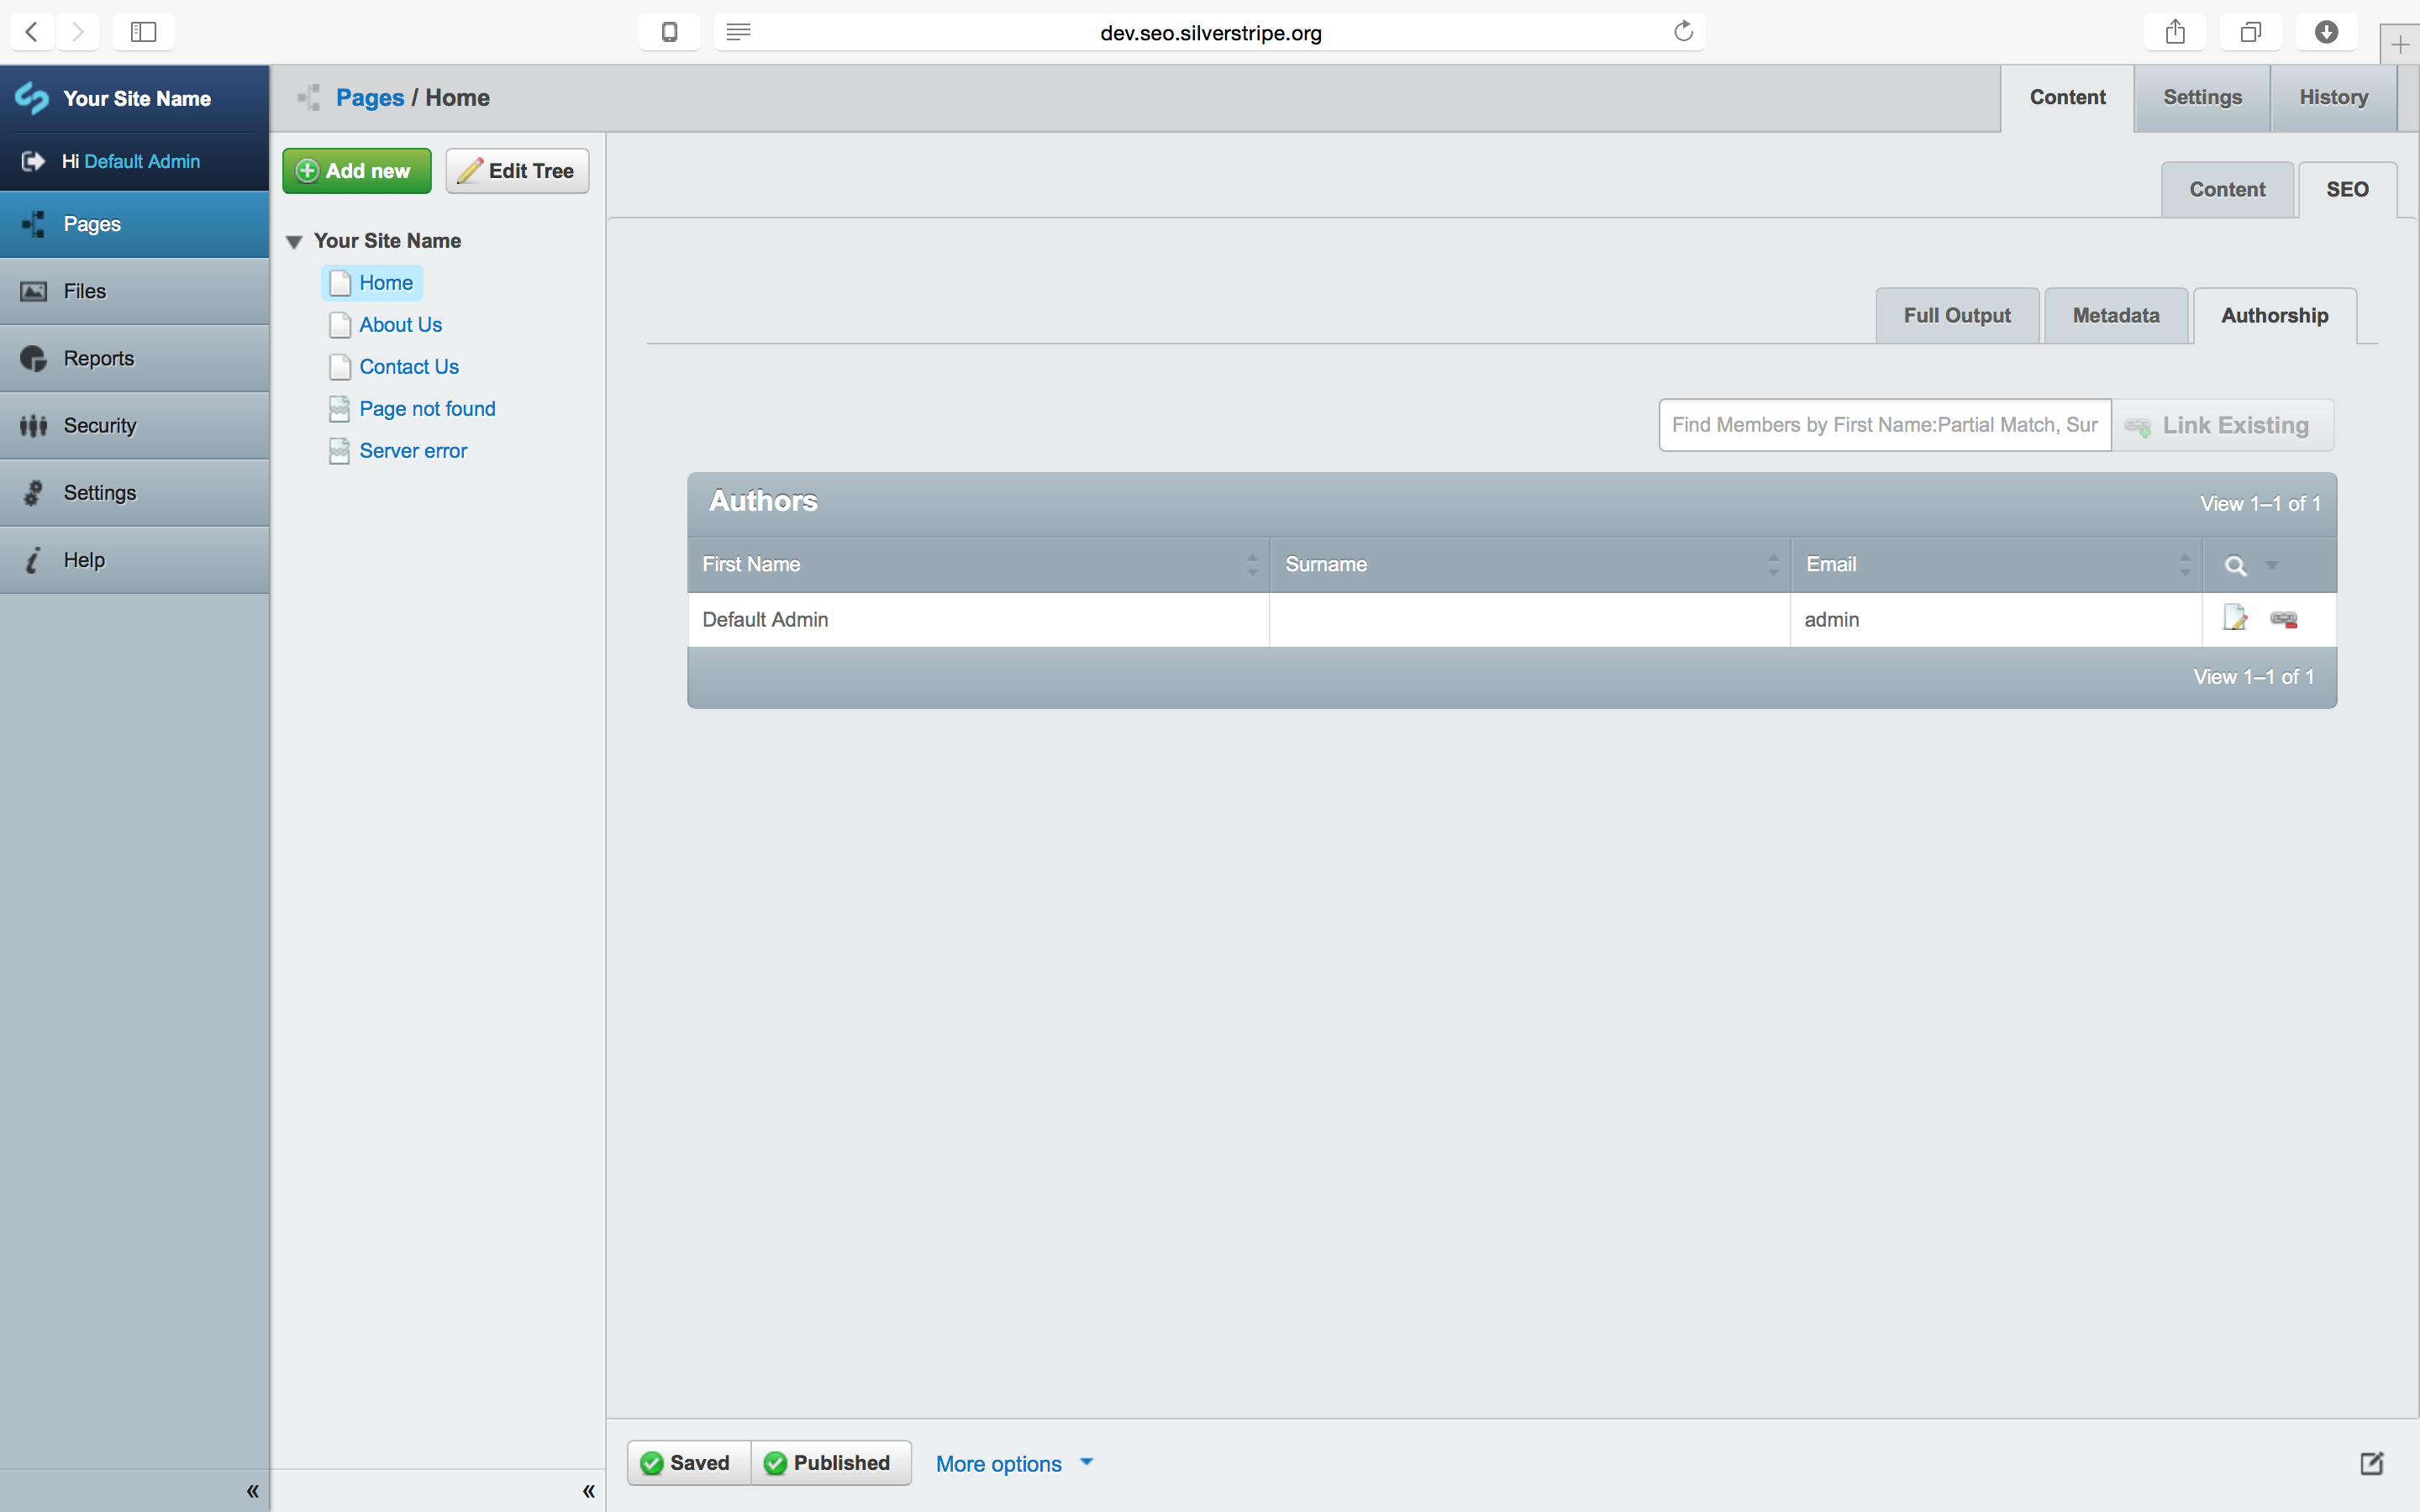 dev.seo.silverstripe.org
Your Site Name
Hi Default Admin
Pages
Files
Reports
Security
Settings
Help
«
Pages / Home
Content
Settings
History
Add new
Edit Tree
Your Site Name
Home
About Us
Contact Us
Page not found
Server error
«
Content
SEO
Full Output
Metadata
Authorship
Find Members by First Name:Partial Match, Sur
Link Existing
Authors
View 1–1 of 1
First Name
Surname
Email
Default Admin
admin
View 1–1 of 1
Saved
Published
More options